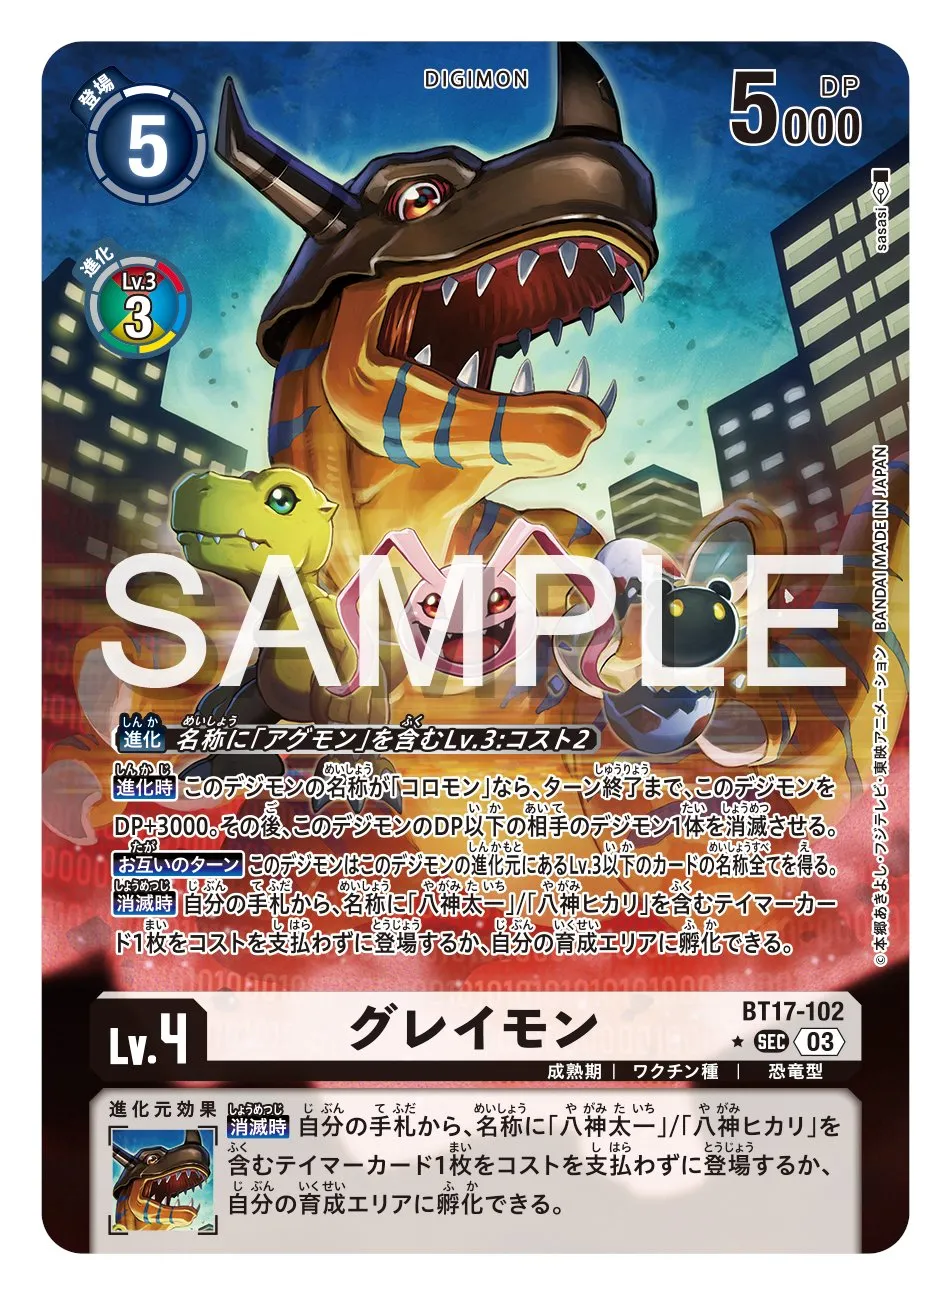 登場
5
DIGIMON
5000 DP
進化
Lv.3
3
sasasi
SAMPLE
進化 名称に「アグモン」を含むLv.3:コスト2
進化時 このデジモンの名称が「コロモン」なら、ターン終了まで、このデジモンを
DP+3000。その後、このデジモンのDP以下の相手のデジモン1体を消滅させる。
お互いのターン このデジモンはこのデジモンの進化元にあるLv.3以下のカードの名称全てを得る。
消滅時 自分の手札から、名称に「八神太一」/「八神ヒカリ」を含むテイマーカー
ド1枚をコストを支払わずに登場するか、自分の育成エリアに孵化できる。
©本郷あきよし・フジテレビ・東映アニメーション BANDAI MADE IN JAPAN
Lv.4
グレイモン
BT17-102
SEC 03
成熟期 | ワクチン種 | 恐竜型
進化元効果
消滅時 自分の手札から、名称に「八神太一」/「八神ヒカリ」を
含むテイマーカード1枚をコストを支払わずに登場するか、
自分の育成エリアに孵化できる。